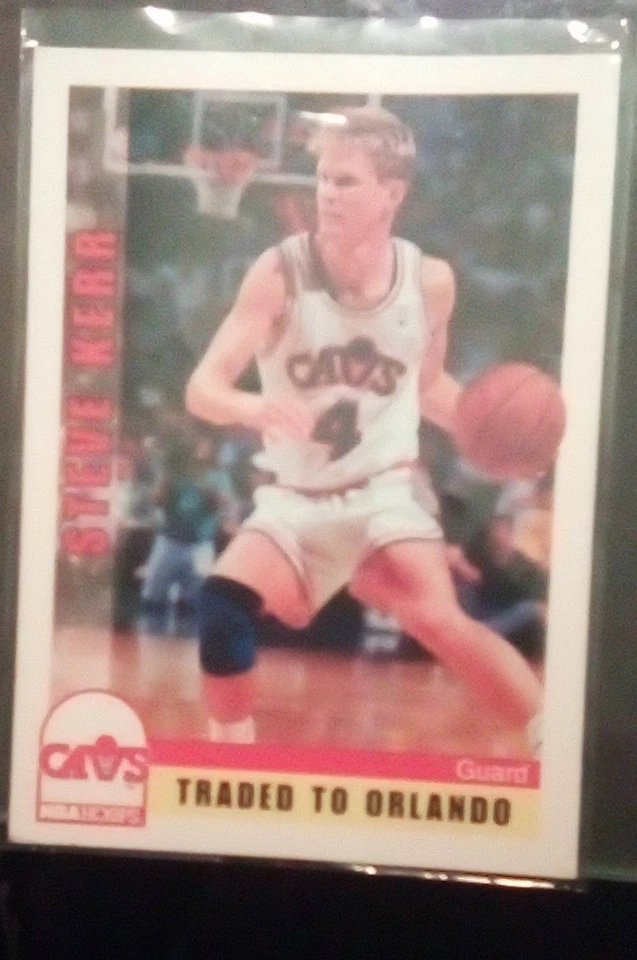 STEVE KERR
CAVS
4
Guard
CAVS
NBA HOOPS
TRADED TO ORLANDO